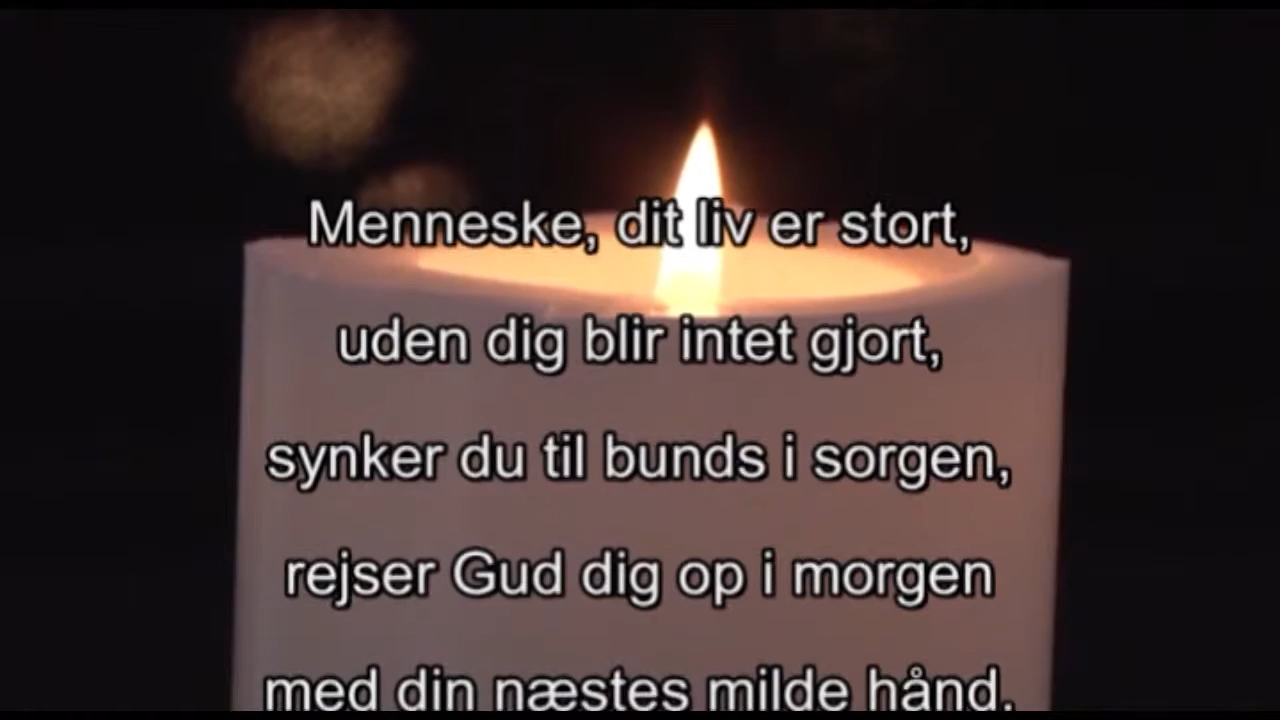 Menneske, dit liv er stort,
uden dig blir intet gjort,
synker du til bunds i sorgen,
rejser Gud dig op i morgen
med din næstes milde hånd.